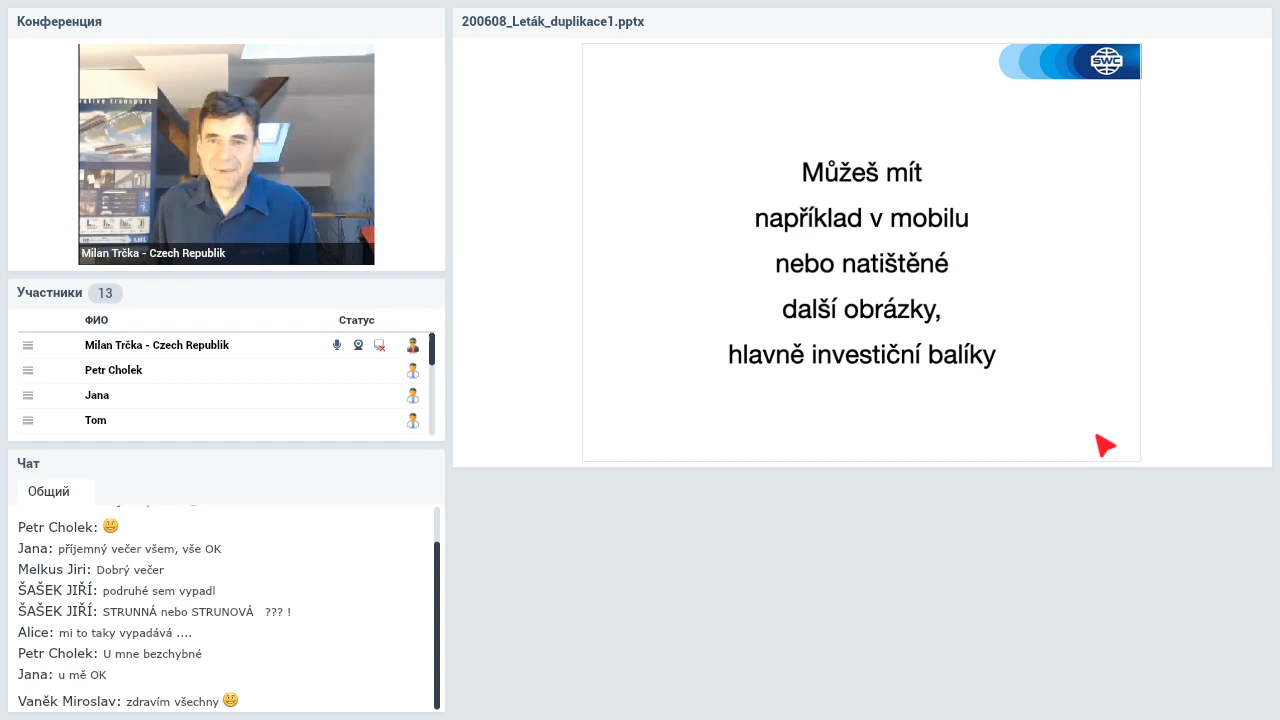 Конференция
rative transport
Milan Trčka - Czech Republik
Участники 13
ФИО Статус
Milan Trčka - Czech Republik
Petr Cholek
Jana
Tom
Чат
Общий
Petr Cholek:
Jana: příjemný večer všem, vše OK
Melkus Jiri: Dobrý večer
ŠAŠEK JIŘÍ: podruhé sem vypadl
ŠAŠEK JIŘÍ: STRUNNÁ nebo STRUNOVÁ ??? !
Alice: mi to taky vypadává ....
Petr Cholek: U mne bezchybné
Jana: u mě OK
Vaněk Miroslav: zdravím všechny
200608_Leták_duplikace1.pptx
SWC
Můžeš mít
například v mobilu
nebo natištěné
další obrázky,
hlavně investiční balíky